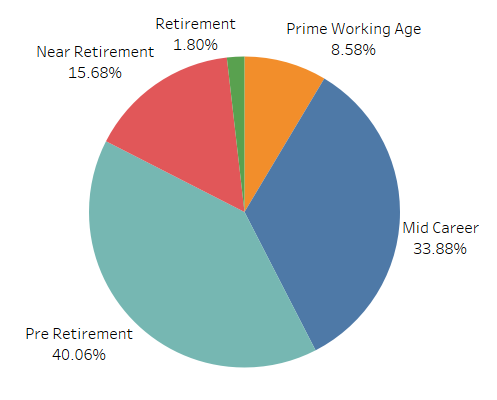 Retirement
1.80%
Prime Working Age
8.58%
Near Retirement
15.68%
Mid Career
33.88%
Pre Retirement
40.06%